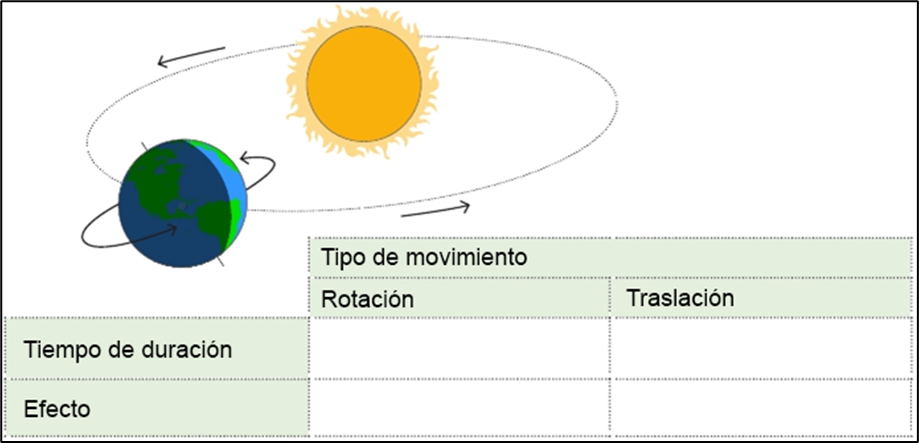 Tipo de movimiento
Rotación
Traslación
Tiempo de duración
Efecto